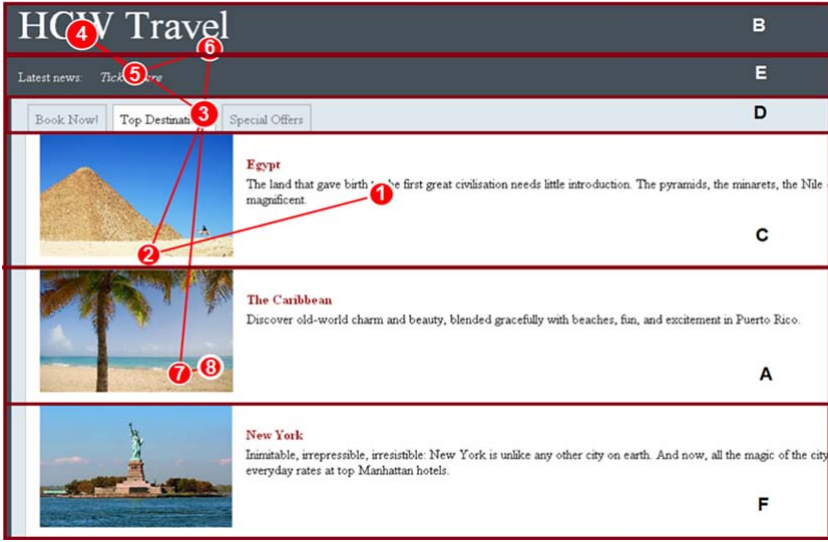 HCW Travel
B
4
6
Latest news:
5
E
Book Now!
3
Special Offers
D
Egypt
The land that gave birth first great civilisation needs little introduction. The pyramids, the minarets, the Nile
1
magnificent.
2
C
The Caribbean
Discover old-world charm and beauty, blended gracefully with beaches, fun, and excitement in Puerto Rico.
7
8
A
New York
Inimitable, irrepressible, irresistible: New York is unlike any other city on earth. And now, all the magic of the city
everyday rates at top Manhattan hotels.
F